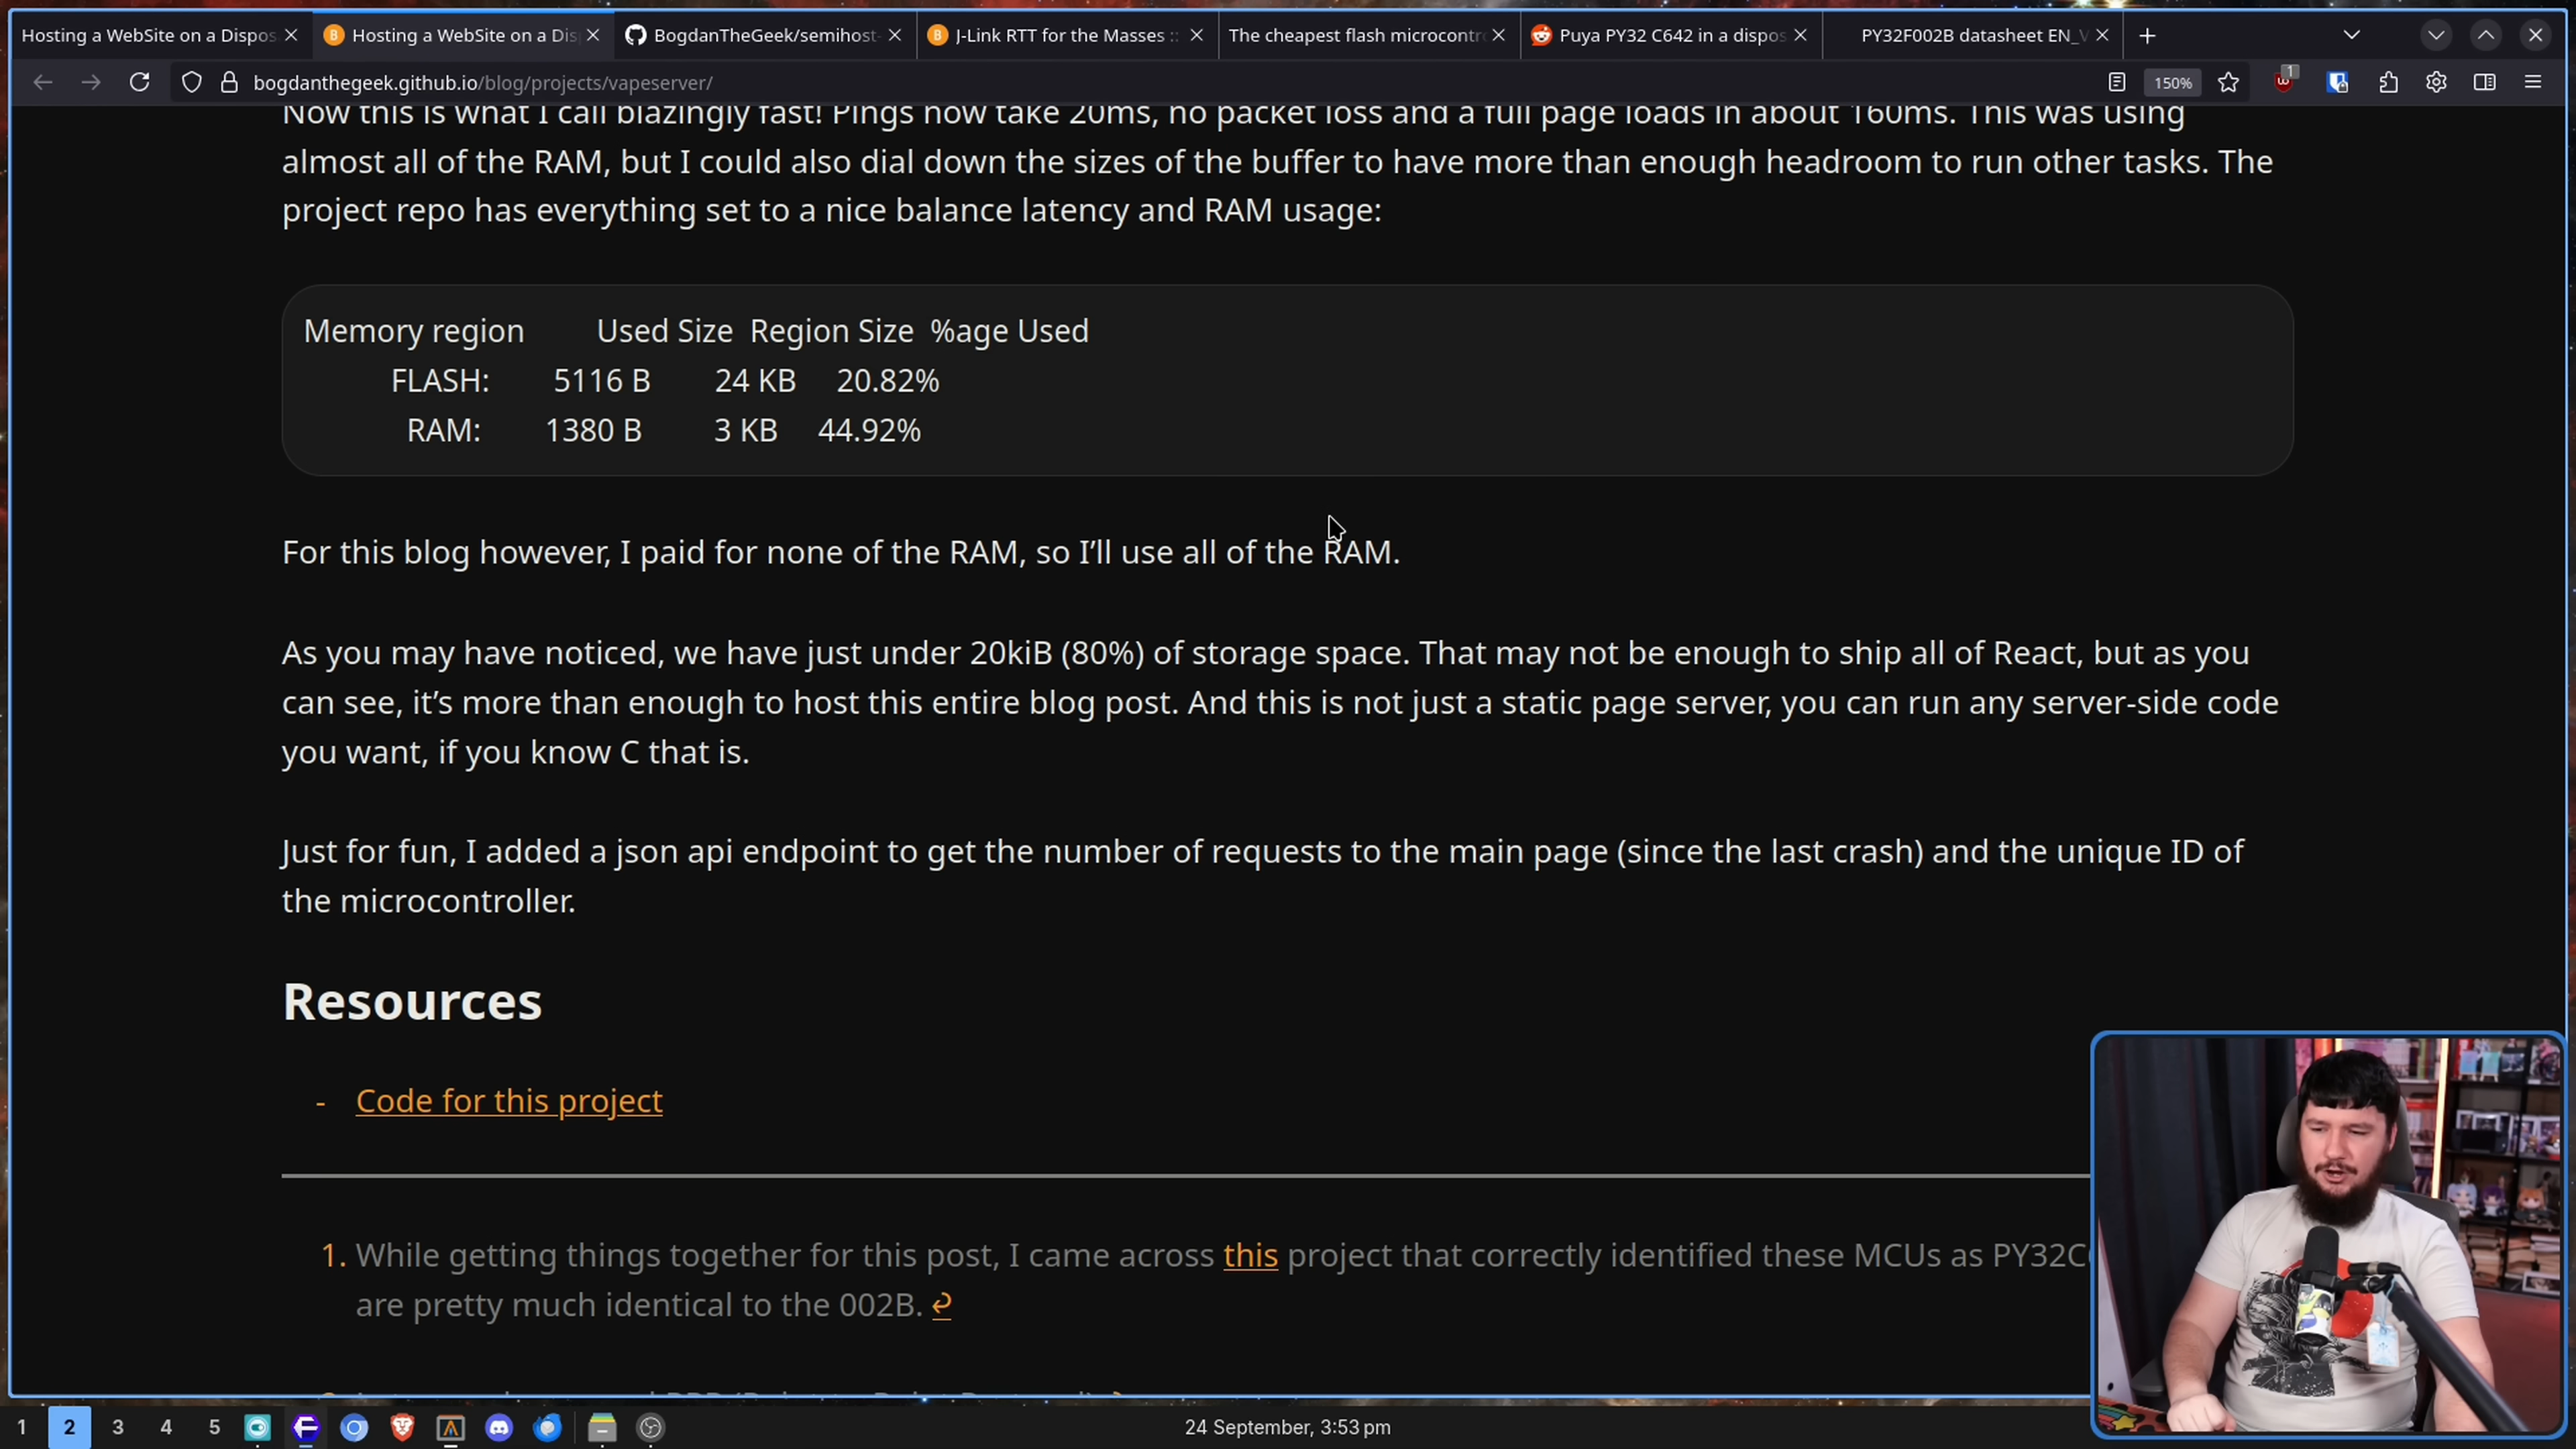 Hosting a WebSite on a Dispos
Hosting a WebSite on a Dis
BogdanTheGeek/semihost-
J-Link RTT for the Masses ::
The cheapest flash microcontr
Puya PY32 C642 in a dispos
PY32F002B datasheet EN_V
bogdanthegeek.github.io/blog/projects/vapeserver/
150%
1
Now this is what I call blazingly fast! Pings now take 20ms, no packet loss and a full page loads in about 160ms. This was using
almost all of the RAM, but I could also dial down the sizes of the buffer to have more than enough headroom to run other tasks. The
project repo has everything set to a nice balance latency and RAM usage:
Memory region Used Size Region Size %age Used
FLASH: 5116 B 24 KB 20.82%
RAM: 1380 B 3 KB 44.92%
For this blog however, I paid for none of the RAM, so I’ll use all of the RAM.
As you may have noticed, we have just under 20kiB (80%) of storage space. That may not be enough to ship all of React, but as you
can see, it’s more than enough to host this entire blog post. And this is not just a static page server, you can run any server-side code
you want, if you know C that is.
Just for fun, I added a json api endpoint to get the number of requests to the main page (since the last crash) and the unique ID of
the microcontroller.
Resources
- Code for this project
1. While getting things together for this post, I came across this project that correctly identified these MCUs as PY32C
are pretty much identical to the 002B. ↩
1 2 3 4 5
24 September, 3:53 pm